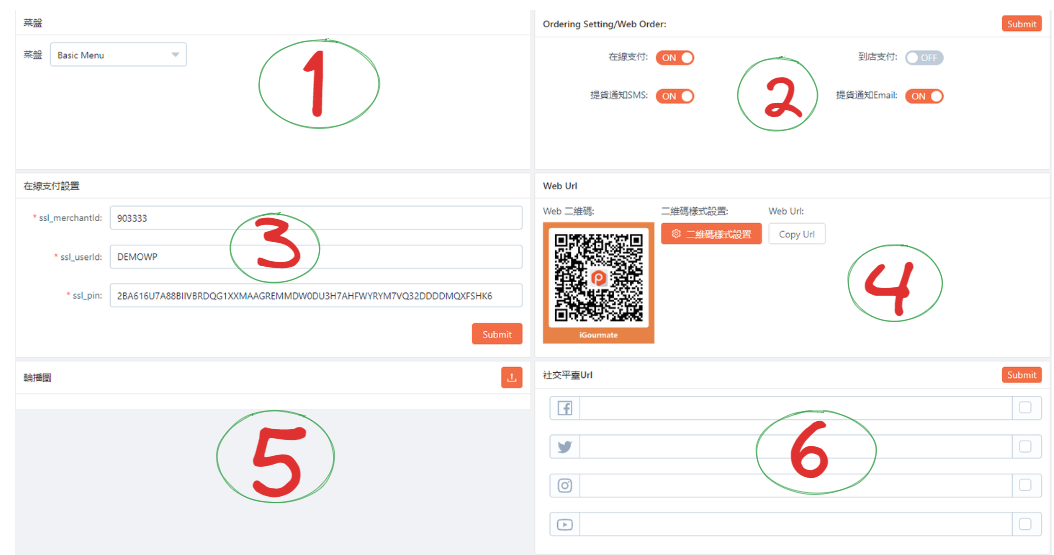 菜盤
菜盤 Basic Menu
1
Ordering Setting/Web Order: Submit
在線支付: ON 到店支付: OFF
提貨通知SMS: ON 提貨通知Email: ON
2
在線支付設置
* ssl_merchantId: 903333
* ssl_userId: DEMOWP
* ssl_pin: 2BA616U7A88BIIVBRDQG1XXMAAGREMMDW0DU3H7AHFWYRYM7VQ32DDDDMQXFSHK6
Submit
3
Web Url
Web 二維碼: 二維碼樣式設置: Web Url:
二維碼樣式設置 Copy Url
iGourmate
4
輪播圖
5
社交平臺Url Submit
6